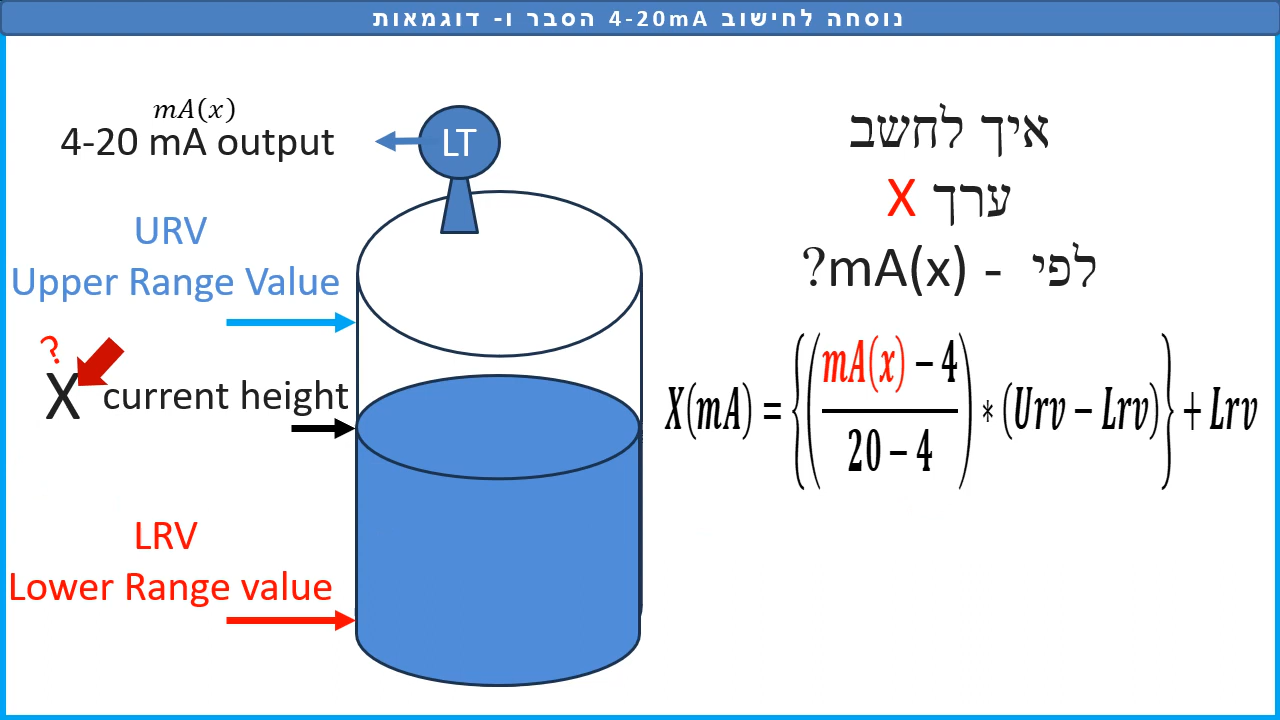 נוסחה לחישוב 4-20mA הסבר ו- דוגמאות
mA(x)
4-20 mA output
LT
URV
Upper Range Value
?
X current height
LRV
Lower Range value
איך לחשב
ערך X
לפי - mA(x)?
X(mA) = {((mA(x) − 4)/(20 − 4)) * (Urv − Lrv)} + Lrv